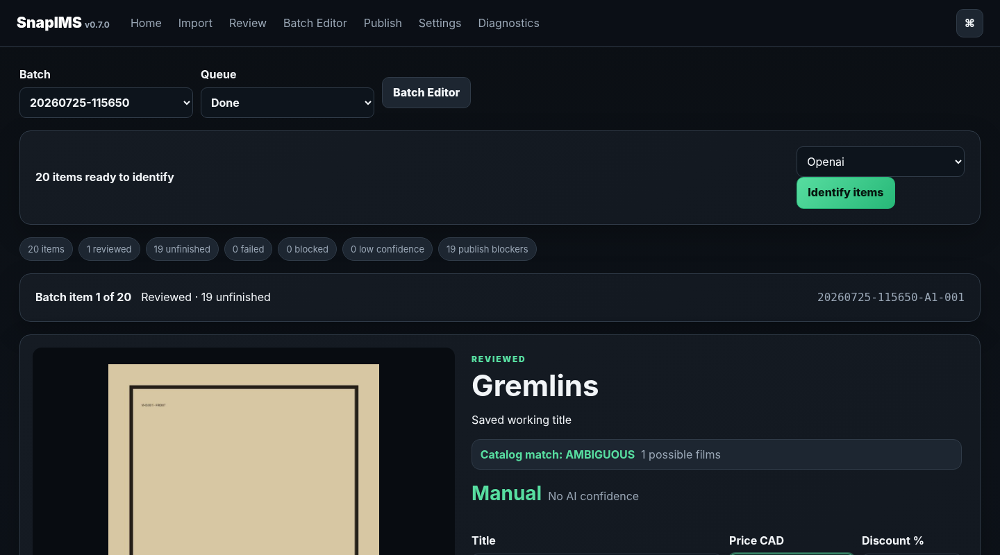 SnapIMS v0.7.0 Home Import Review Batch Editor Publish Settings Diagnostics ⌘
Batch Queue
20260725-115650 Done Batch Editor
20 items ready to identify
Openai
Identify items
20 items 1 reviewed 19 unfinished 0 failed 0 blocked 0 low confidence 19 publish blockers
Batch item 1 of 20 Reviewed · 19 unfinished 20260725-115650-A1-001
FRONT
REVIEWED
Gremlins
Saved working title
Catalog match: AMBIGUOUS 1 possible films
Manual No AI confidence
Title Price CAD Discount %